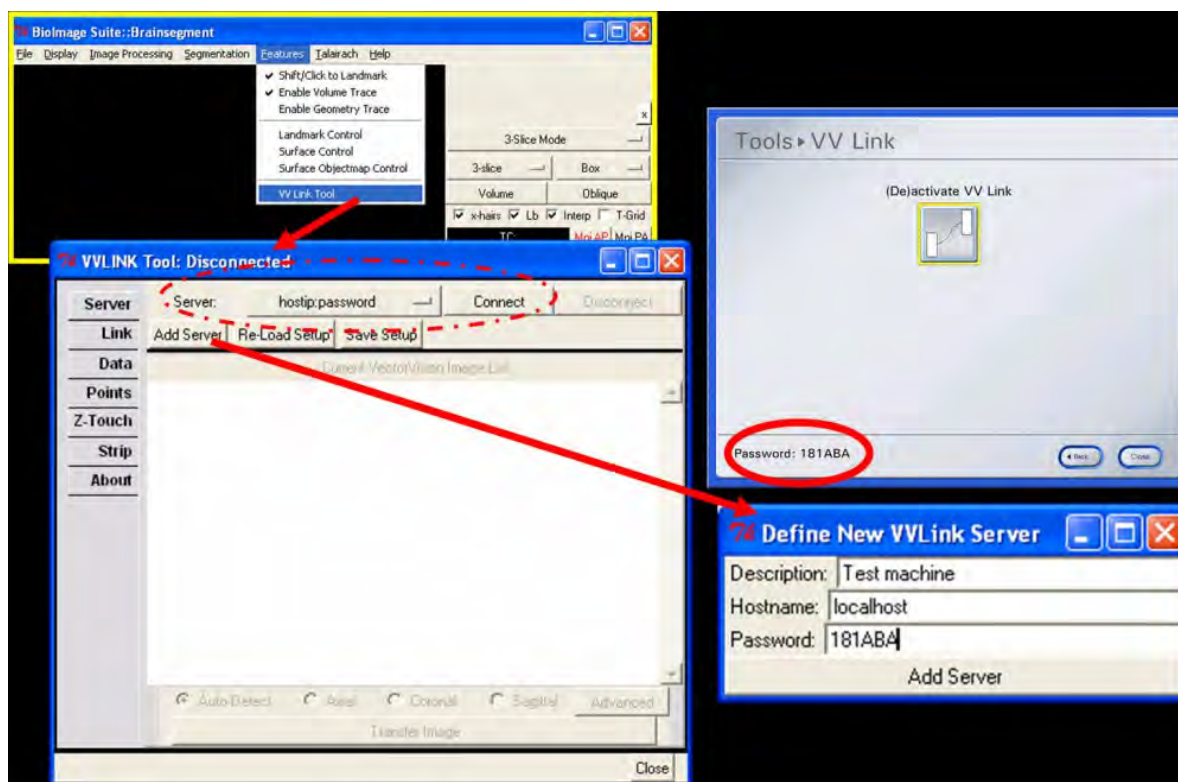 BioImage Suite::Brainsegment
File Display Image Processing Segmentation Features Talairach Help
Shift/Click to Landmark
Enable Volume Trace
Enable Geometry Trace
Landmark Control
Surface Control
Surface Objectmap Control
VV Link Tool
x
3-Slice Mode
3-slice Box
Volume Oblique
x-hairs Lb Interp T-Grid
Moi AP Moi PA
VVLINK Tool: Disconnected
Server
Link
Data
Points
Z-Touch
Strip
About
Server: hostip:password Connect Disconnect
Add Server Re-Load Setup Save Setup
Current VectorVision Image List
Auto Detect Axial Coronal Sagittal Advanced
Transfer Image
Close
Tools VV Link
(De)activate VV Link
Password: 181ABA
Back Close
Define New VVLink Server
Description: Test machine
Hostname: localhost
Password: 181ABA
Add Server